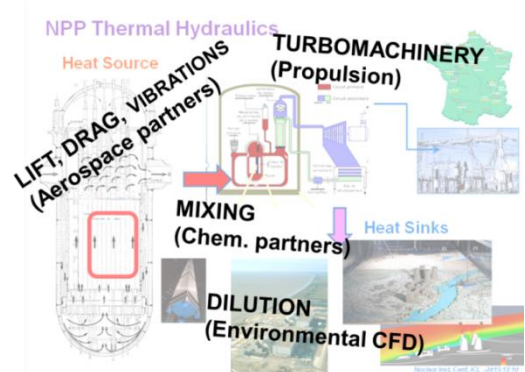 NPP Thermal Hydraulics
Heat Source
LIFT, DRAG, VIBRATIONS
(Aerospace partners)
TURBOMACHINERY
(Propulsion)
MIXING
(Chem. partners)
Heat Sinks
DILUTION
(Environmental CFD)